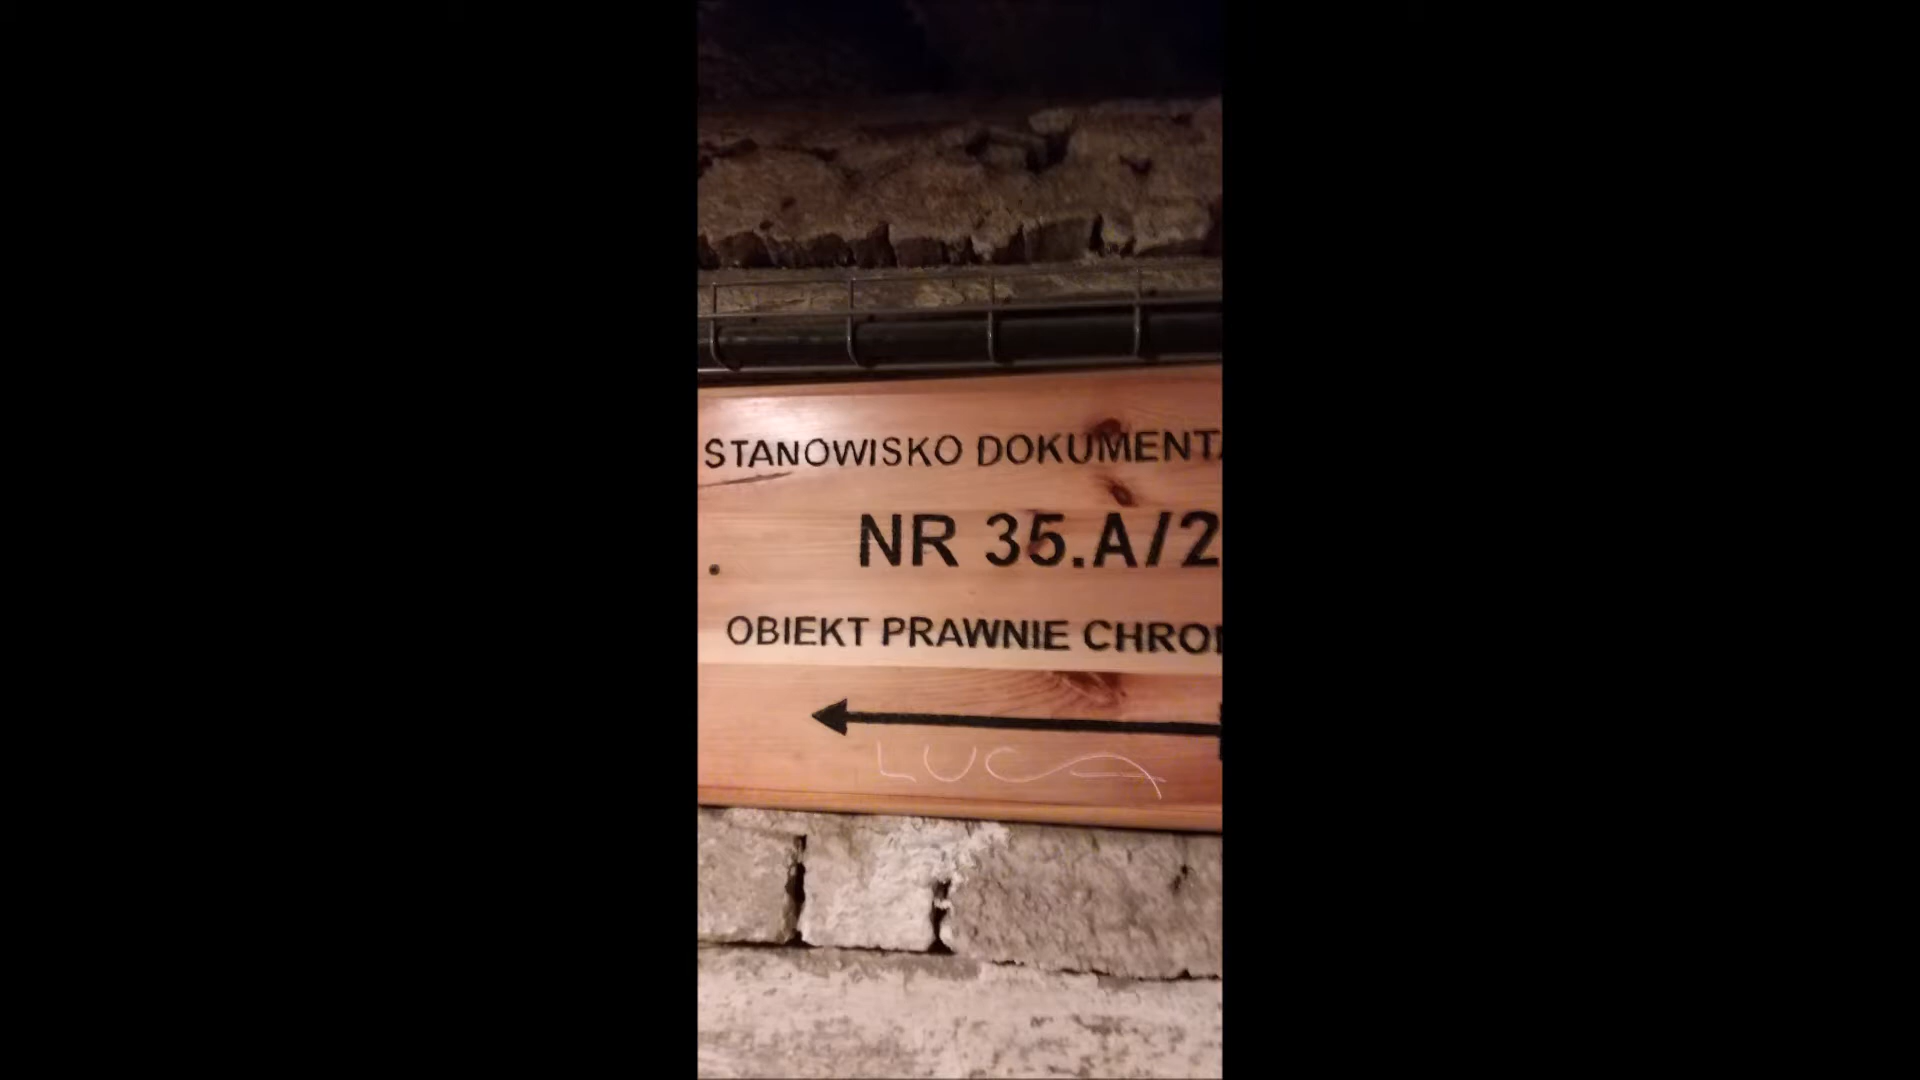 STANOWISKO DOKUMENTA
NR 35.A/2
OBIEKT PRAWNIE CHRO
LUCA